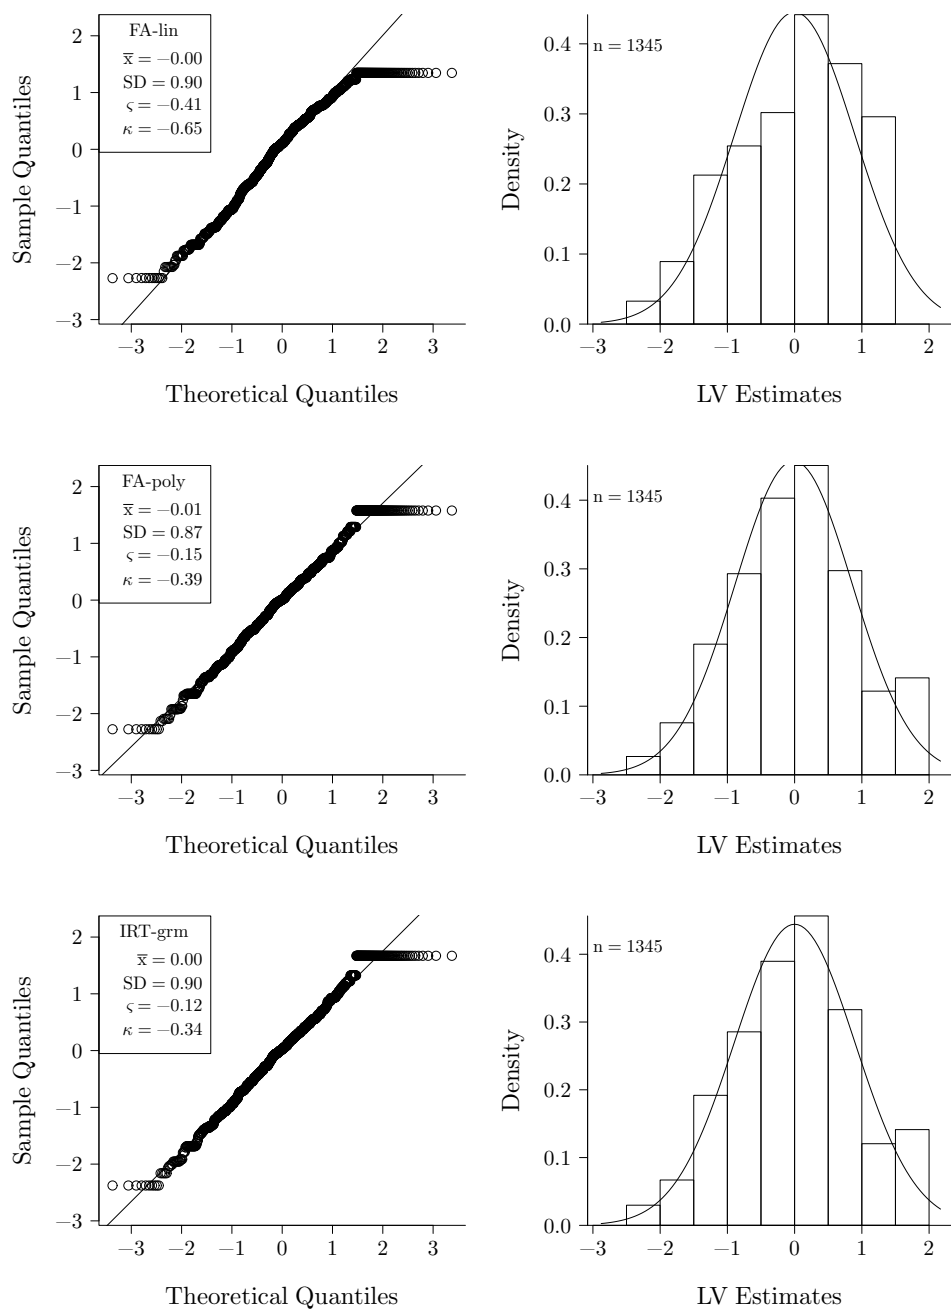 FA-lin
x̅ = −0.00
SD = 0.90
ς = −0.41
κ = −0.65
2
1
0
−1
−2
−3
Sample Quantiles
−3 −2 −1 0 1 2 3
Theoretical Quantiles
n = 1345
0.4
0.3
0.2
0.1
0.0
Density
−3 −2 −1 0 1 2
LV Estimates
FA-poly
x̅ = −0.01
SD = 0.87
ς = −0.15
κ = −0.39
2
1
0
−1
−2
−3
Sample Quantiles
−3 −2 −1 0 1 2 3
Theoretical Quantiles
n = 1345
0.4
0.3
0.2
0.1
0.0
Density
−3 −2 −1 0 1 2
LV Estimates
IRT-grm
x̅ = 0.00
SD = 0.90
ς = −0.12
κ = −0.34
2
1
0
−1
−2
−3
Sample Quantiles
−3 −2 −1 0 1 2 3
Theoretical Quantiles
n = 1345
0.4
0.3
0.2
0.1
0.0
Density
−3 −2 −1 0 1 2
LV Estimates